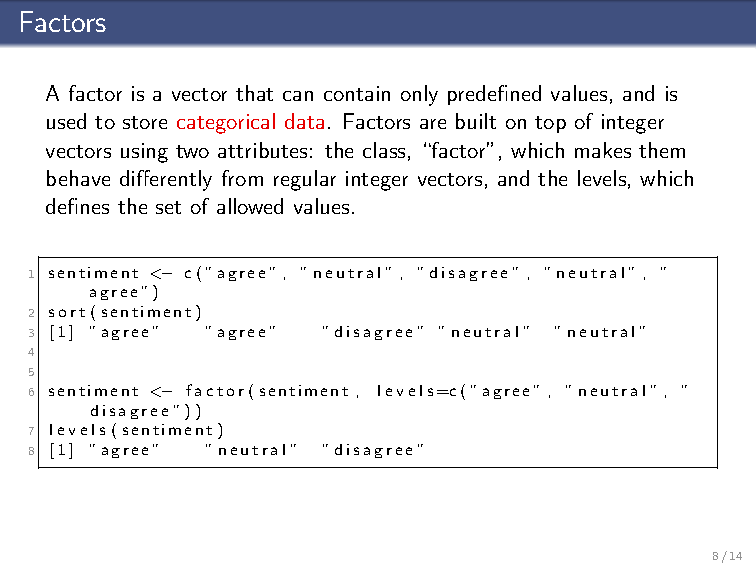 Factors
A factor is a vector that can contain only predefined values, and is
used to store categorical data. Factors are built on top of integer
vectors using two attributes: the class, “factor”, which makes them
behave differently from regular integer vectors, and the levels, which
defines the set of allowed values.
1 sentiment <− c("agree", "neutral", "disagree", "neutral", "
agree")
2 sort(sentiment)
3 [1] "agree" "agree" "disagree" "neutral" "neutral"
4
5
6 sentiment <− factor(sentiment, levels=c("agree", "neutral", "
disagree"))
7 levels(sentiment)
8 [1] "agree" "neutral" "disagree"
8 / 14